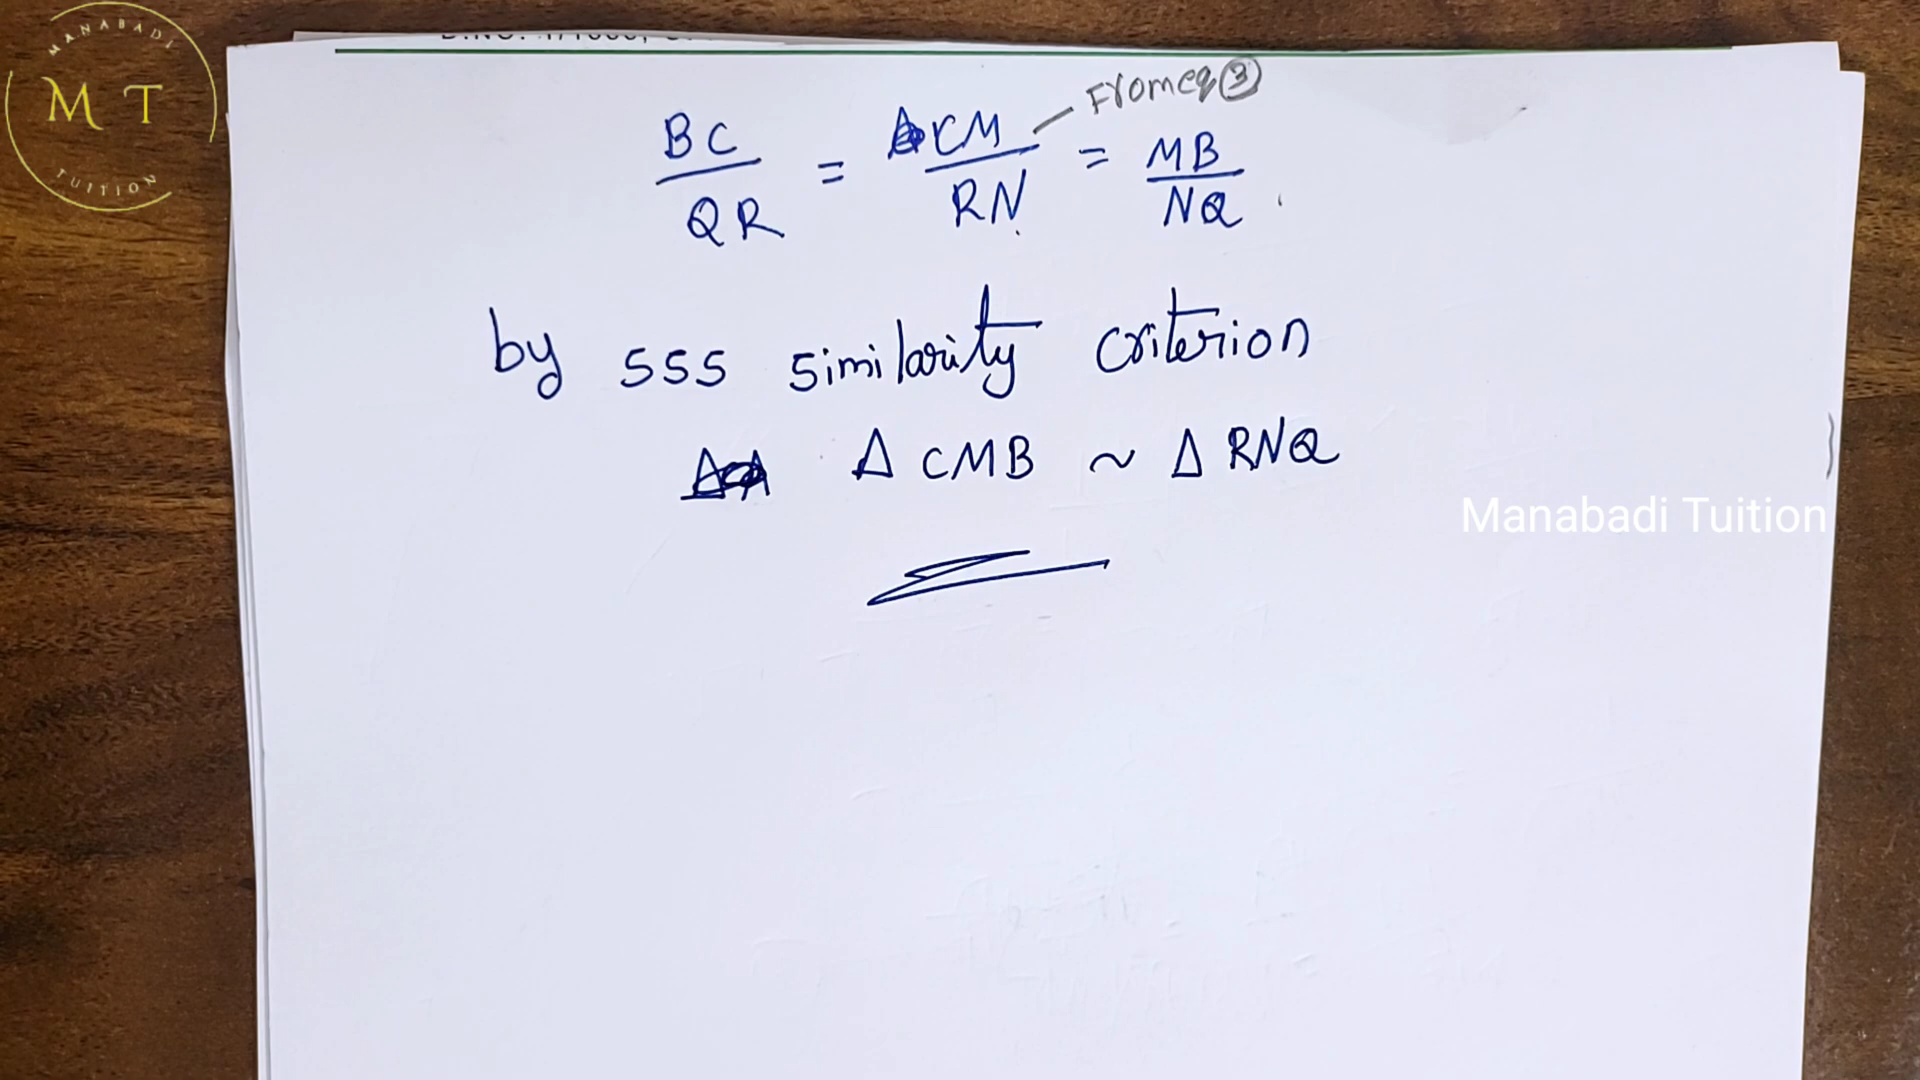 MANABADI
MT
TUITION
From eq ③
BC/QR = CM/RN = MB/NQ
by SSS similarity criterion
Δ CMB ~ Δ RNQ
Manabadi Tuition